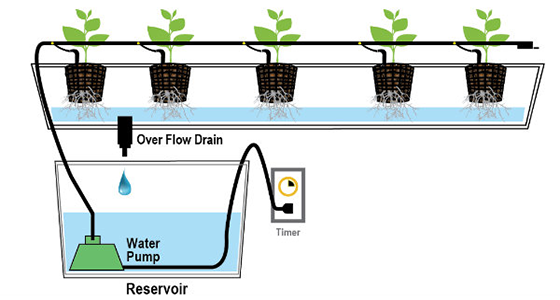 Over Flow Drain
Water
Pump
Timer
Reservoir